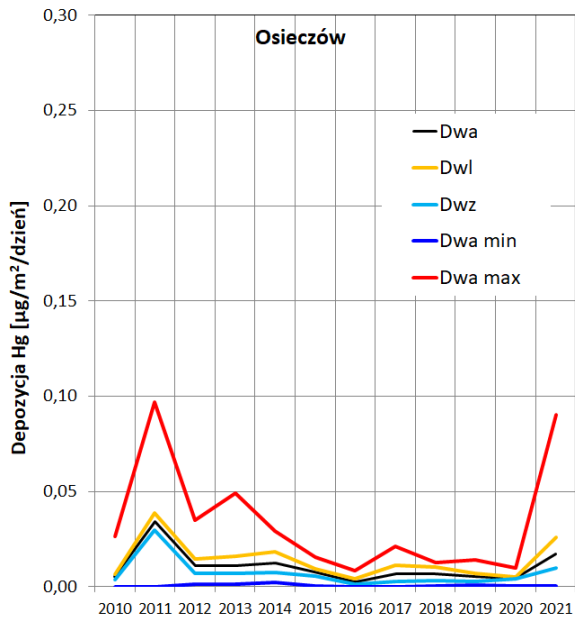 Osieczów
Depozycja Hg [µg/m²/dzień]
0,30
0,25
0,20
0,15
0,10
0,05
0,00
Dwa
Dwl
Dwz
Dwa min
Dwa max
2010 2011 2012 2013 2014 2015 2016 2017 2018 2019 2020 2021